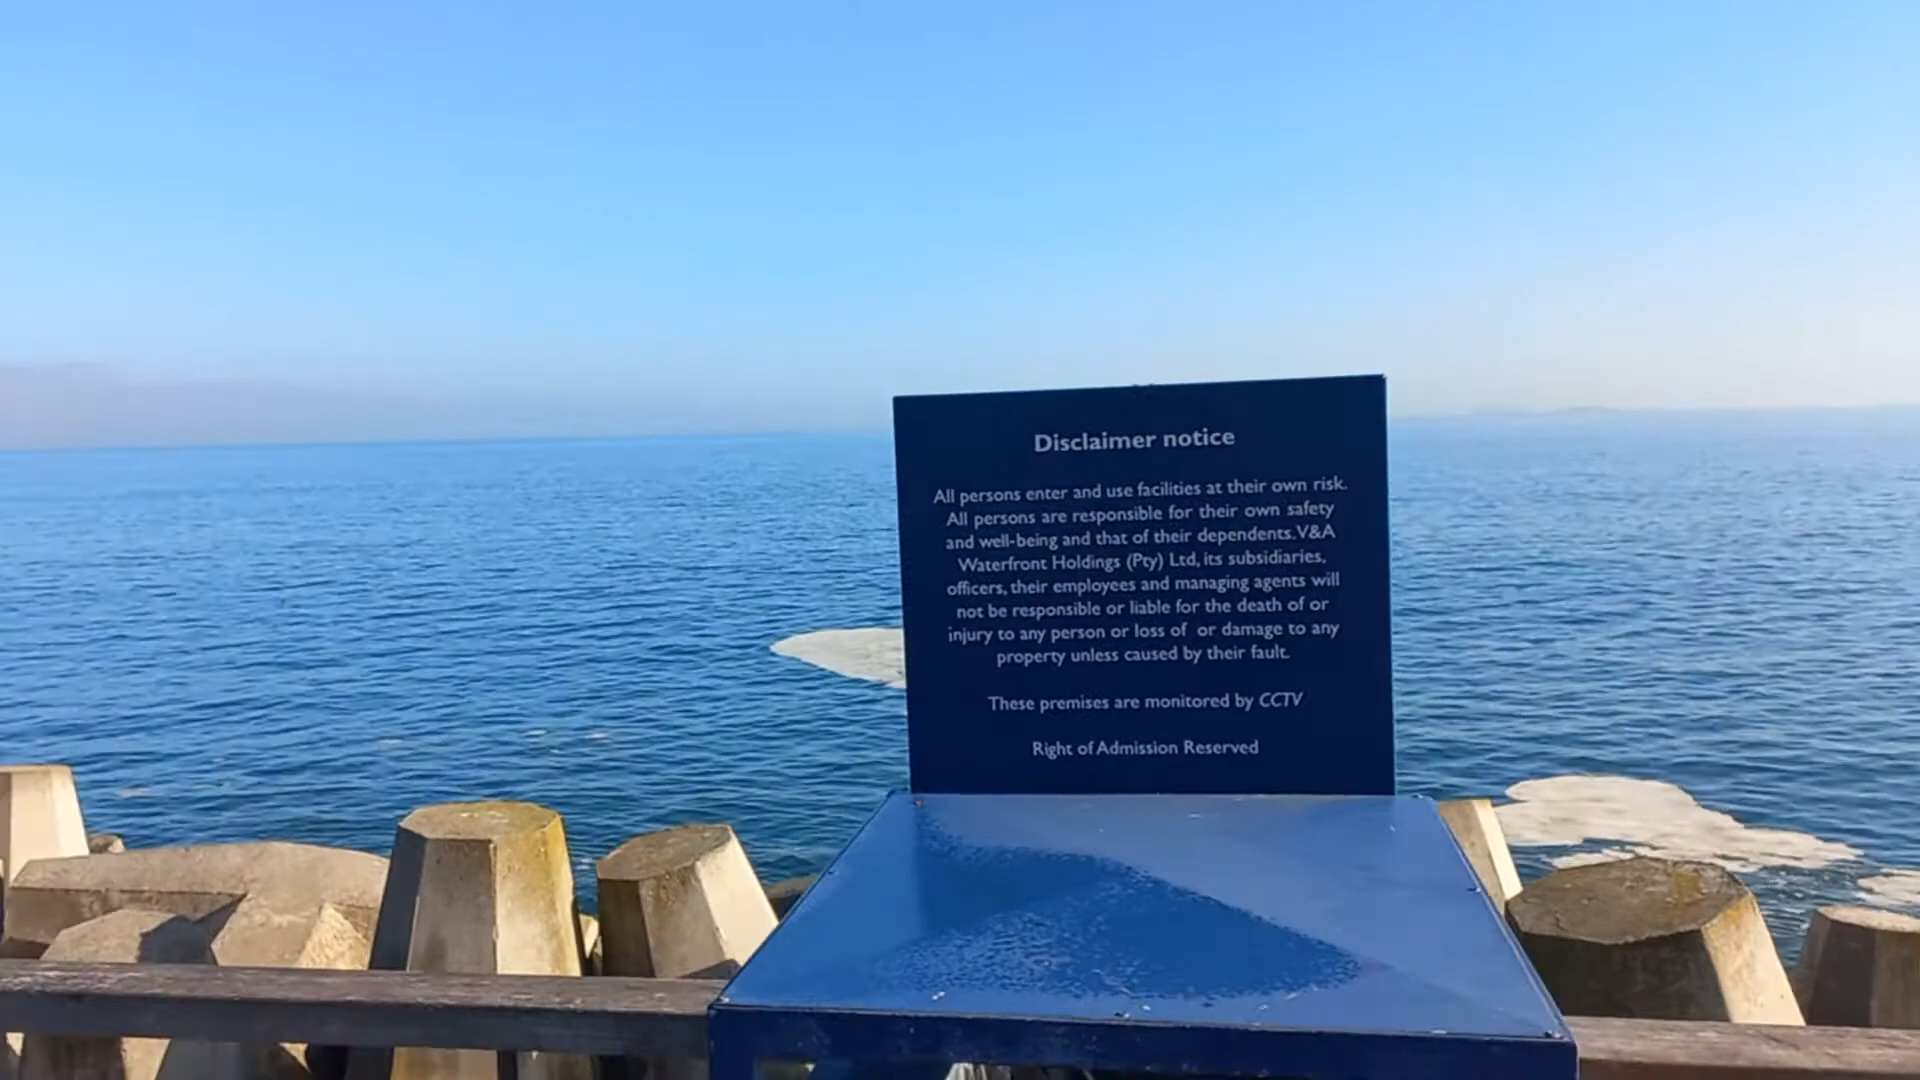 Disclaimer notice
All persons enter and use facilities at their own risk.
All persons are responsible for their own safety
and well-being and that of their dependents. V&A
Waterfront Holdings (Pty) Ltd, its subsidiaries,
officers, their employees and managing agents will
not be responsible or liable for the death of or
injury to any person or loss of or damage to any
property unless caused by their fault.
These premises are monitored by CCTV
Right of Admission Reserved